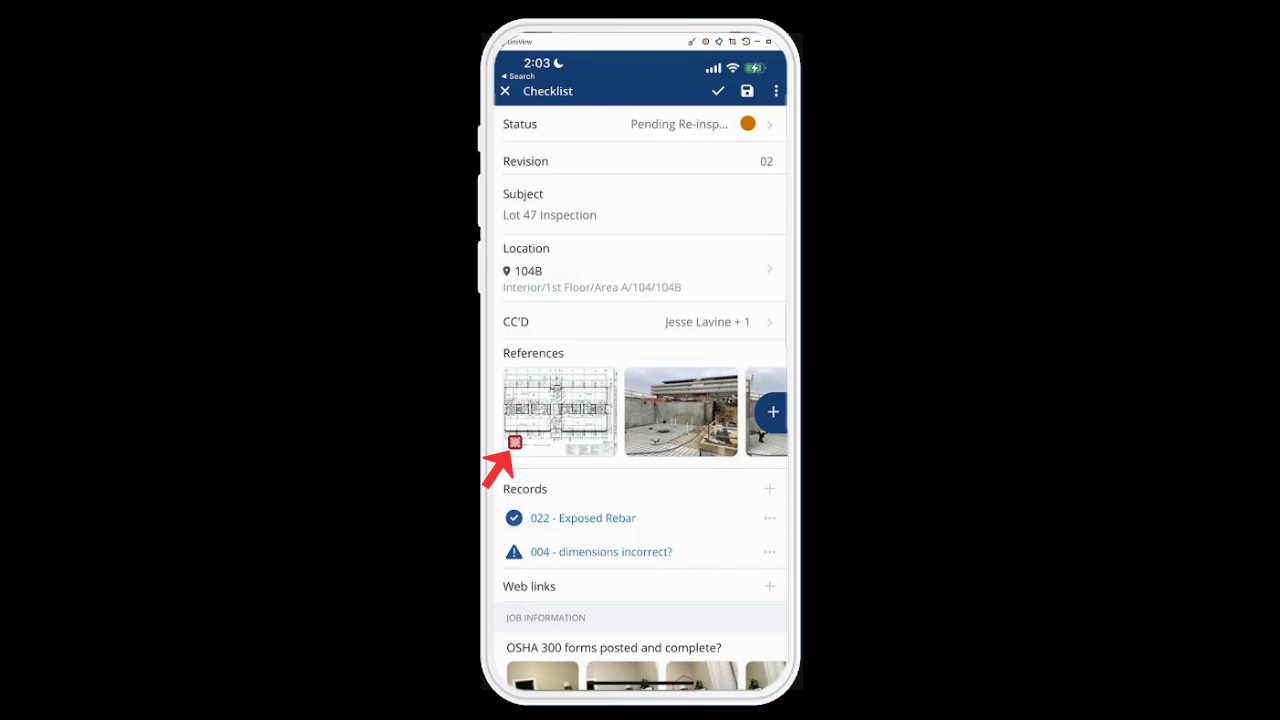 LetsView
2:03
Search
Checklist
Status Pending Re-insp...
Revision 02
Subject
Lot 47 Inspection
Location
104B
Interior/1st Floor/Area A/104/104B
CC'D Jesse Lavine + 1
References
Records
022 - Exposed Rebar
004 - dimensions incorrect?
Web links
JOB INFORMATION
OSHA 300 forms posted and complete?